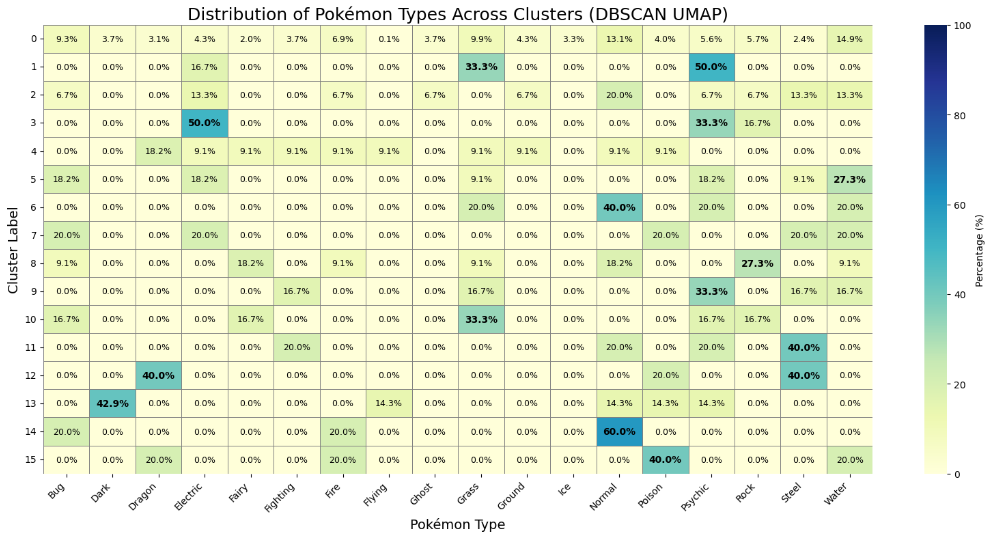 Distribution of Pokémon Types Across Clusters (DBSCAN UMAP)
Cluster Label
0 9.3% 3.7% 3.1% 4.3% 2.0% 3.7% 6.9% 0.1% 3.7% 9.9% 4.3% 3.3% 13.1% 4.0% 5.6% 5.7% 2.4% 14.9%
1 0.0% 0.0% 0.0% 16.7% 0.0% 0.0% 0.0% 0.0% 0.0% 33.3% 0.0% 0.0% 0.0% 0.0% 50.0% 0.0% 0.0% 0.0%
2 6.7% 0.0% 0.0% 13.3% 0.0% 0.0% 6.7% 0.0% 6.7% 0.0% 6.7% 0.0% 20.0% 0.0% 6.7% 6.7% 13.3% 13.3%
3 0.0% 0.0% 0.0% 50.0% 0.0% 0.0% 0.0% 0.0% 0.0% 0.0% 0.0% 0.0% 0.0% 0.0% 33.3% 16.7% 0.0% 0.0%
4 0.0% 0.0% 18.2% 9.1% 9.1% 9.1% 9.1% 9.1% 0.0% 9.1% 9.1% 0.0% 9.1% 9.1% 0.0% 0.0% 0.0% 0.0%
5 18.2% 0.0% 0.0% 18.2% 0.0% 0.0% 0.0% 0.0% 0.0% 9.1% 0.0% 0.0% 0.0% 0.0% 18.2% 0.0% 9.1% 27.3%
6 0.0% 0.0% 0.0% 0.0% 0.0% 0.0% 0.0% 0.0% 0.0% 20.0% 0.0% 0.0% 40.0% 0.0% 20.0% 0.0% 0.0% 20.0%
7 20.0% 0.0% 0.0% 20.0% 0.0% 0.0% 0.0% 0.0% 0.0% 0.0% 0.0% 0.0% 0.0% 20.0% 0.0% 0.0% 20.0% 20.0%
8 9.1% 0.0% 0.0% 0.0% 18.2% 0.0% 9.1% 0.0% 0.0% 9.1% 0.0% 0.0% 18.2% 0.0% 0.0% 27.3% 0.0% 9.1%
9 0.0% 0.0% 0.0% 0.0% 0.0% 16.7% 0.0% 0.0% 0.0% 16.7% 0.0% 0.0% 0.0% 0.0% 33.3% 0.0% 16.7% 16.7%
10 16.7% 0.0% 0.0% 0.0% 16.7% 0.0% 0.0% 0.0% 0.0% 33.3% 0.0% 0.0% 0.0% 0.0% 16.7% 16.7% 0.0% 0.0%
11 0.0% 0.0% 0.0% 0.0% 0.0% 20.0% 0.0% 0.0% 0.0% 0.0% 0.0% 0.0% 20.0% 0.0% 20.0% 0.0% 40.0% 0.0%
12 0.0% 0.0% 40.0% 0.0% 0.0% 0.0% 0.0% 0.0% 0.0% 0.0% 0.0% 0.0% 0.0% 20.0% 0.0% 0.0% 40.0% 0.0%
13 0.0% 42.9% 0.0% 0.0% 0.0% 0.0% 0.0% 14.3% 0.0% 0.0% 0.0% 0.0% 14.3% 14.3% 14.3% 0.0% 0.0% 0.0%
14 20.0% 0.0% 0.0% 0.0% 0.0% 0.0% 20.0% 0.0% 0.0% 0.0% 0.0% 0.0% 60.0% 0.0% 0.0% 0.0% 0.0% 0.0%
15 0.0% 0.0% 20.0% 0.0% 0.0% 0.0% 20.0% 0.0% 0.0% 0.0% 0.0% 0.0% 0.0% 40.0% 0.0% 0.0% 0.0% 20.0%
Bug Dark Dragon Electric Fairy Fighting Fire Flying Ghost Grass Ground Ice Normal Poison Psychic Rock Steel Water
Pokémon Type
100
80
60
40
20
0
Percentage (%)